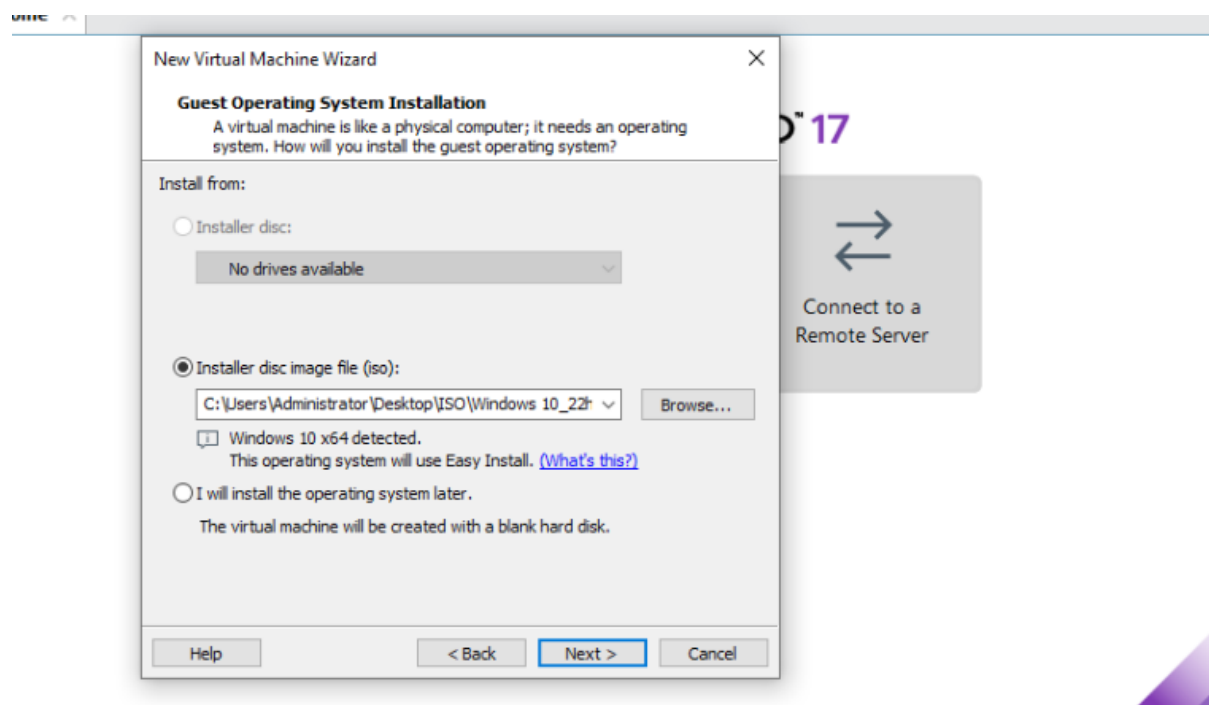 New Virtual Machine Wizard
Guest Operating System Installation
A virtual machine is like a physical computer; it needs an operating
system. How will you install the guest operating system?
17
Install from:
Installer disc:
No drives available
Connect to a
Remote Server
Installer disc image file (iso):
C:\Users\Administrator\Desktop\ISO\Windows 10_22h
Browse...
Windows 10 x64 detected.
This operating system will use Easy Install. (What's this?)
I will install the operating system later.
The virtual machine will be created with a blank hard disk.
Help
< Back
Next >
Cancel